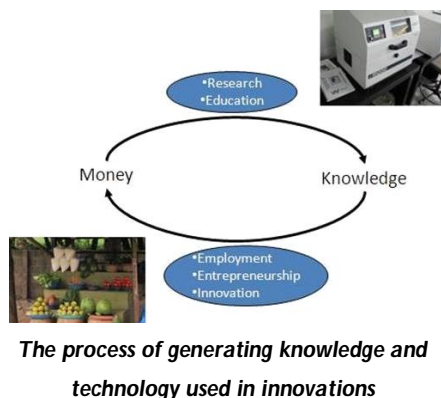 •Research
•Education
Money
Knowledge
•Employment
•Entrepreneurship
•Innovation
The process of generating knowledge and
technology used in innovations